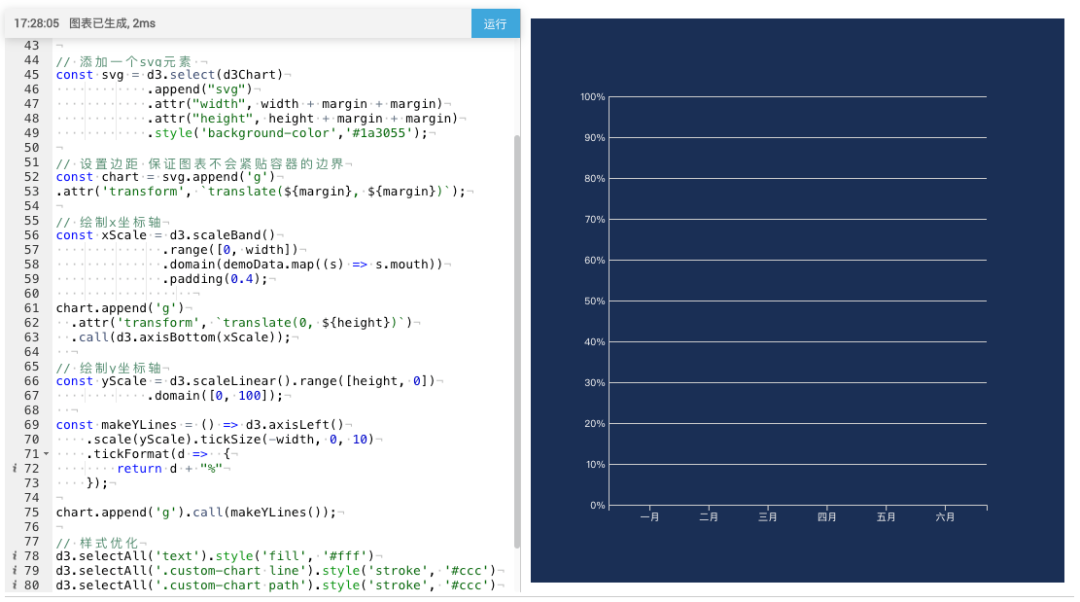 17:28:05 图表已生成, 2ms
运行
43
44 // 添加一个svg元素
45 const svg = d3.select(d3Chart)
46 .append("svg")
47 .attr("width", width + margin + margin)
48 .attr("height", height + margin + margin)
49 .style('background-color','#1a3055');
50
51 // 设置边距 保证图表不会紧贴容器的边界
52 const chart = svg.append('g')
53 .attr('transform', `translate(${margin}, ${margin})`);
54
55 // 绘制x坐标轴
56 const xScale = d3.scaleBand()
57 .range([0, width])
58 .domain(demoData.map((s) => s.mouth))
59 .padding(0.4);
60
61 chart.append('g')
62 .attr('transform', `translate(0, ${height})`)
63 .call(d3.axisBottom(xScale));
64
65 // 绘制y坐标轴
66 const yScale = d3.scaleLinear().range([height, 0])
67 .domain([0, 100]);
68
69 const makeYLines = () => d3.axisLeft()
70 .scale(yScale).tickSize(-width, 0, 10)
71 .tickFormat(d => {
72 return d + "%"
73 });
74
75 chart.append('g').call(makeYLines());
76
77 // 样式优化
78 d3.selectAll('text').style('fill', '#fff')
79 d3.selectAll('.custom-chart line').style('stroke', '#ccc')
80 d3.selectAll('.custom-chart path').style('stroke', '#ccc')
100%
90%
80%
70%
60%
50%
40%
30%
20%
10%
0%
一月 二月 三月 四月 五月 六月